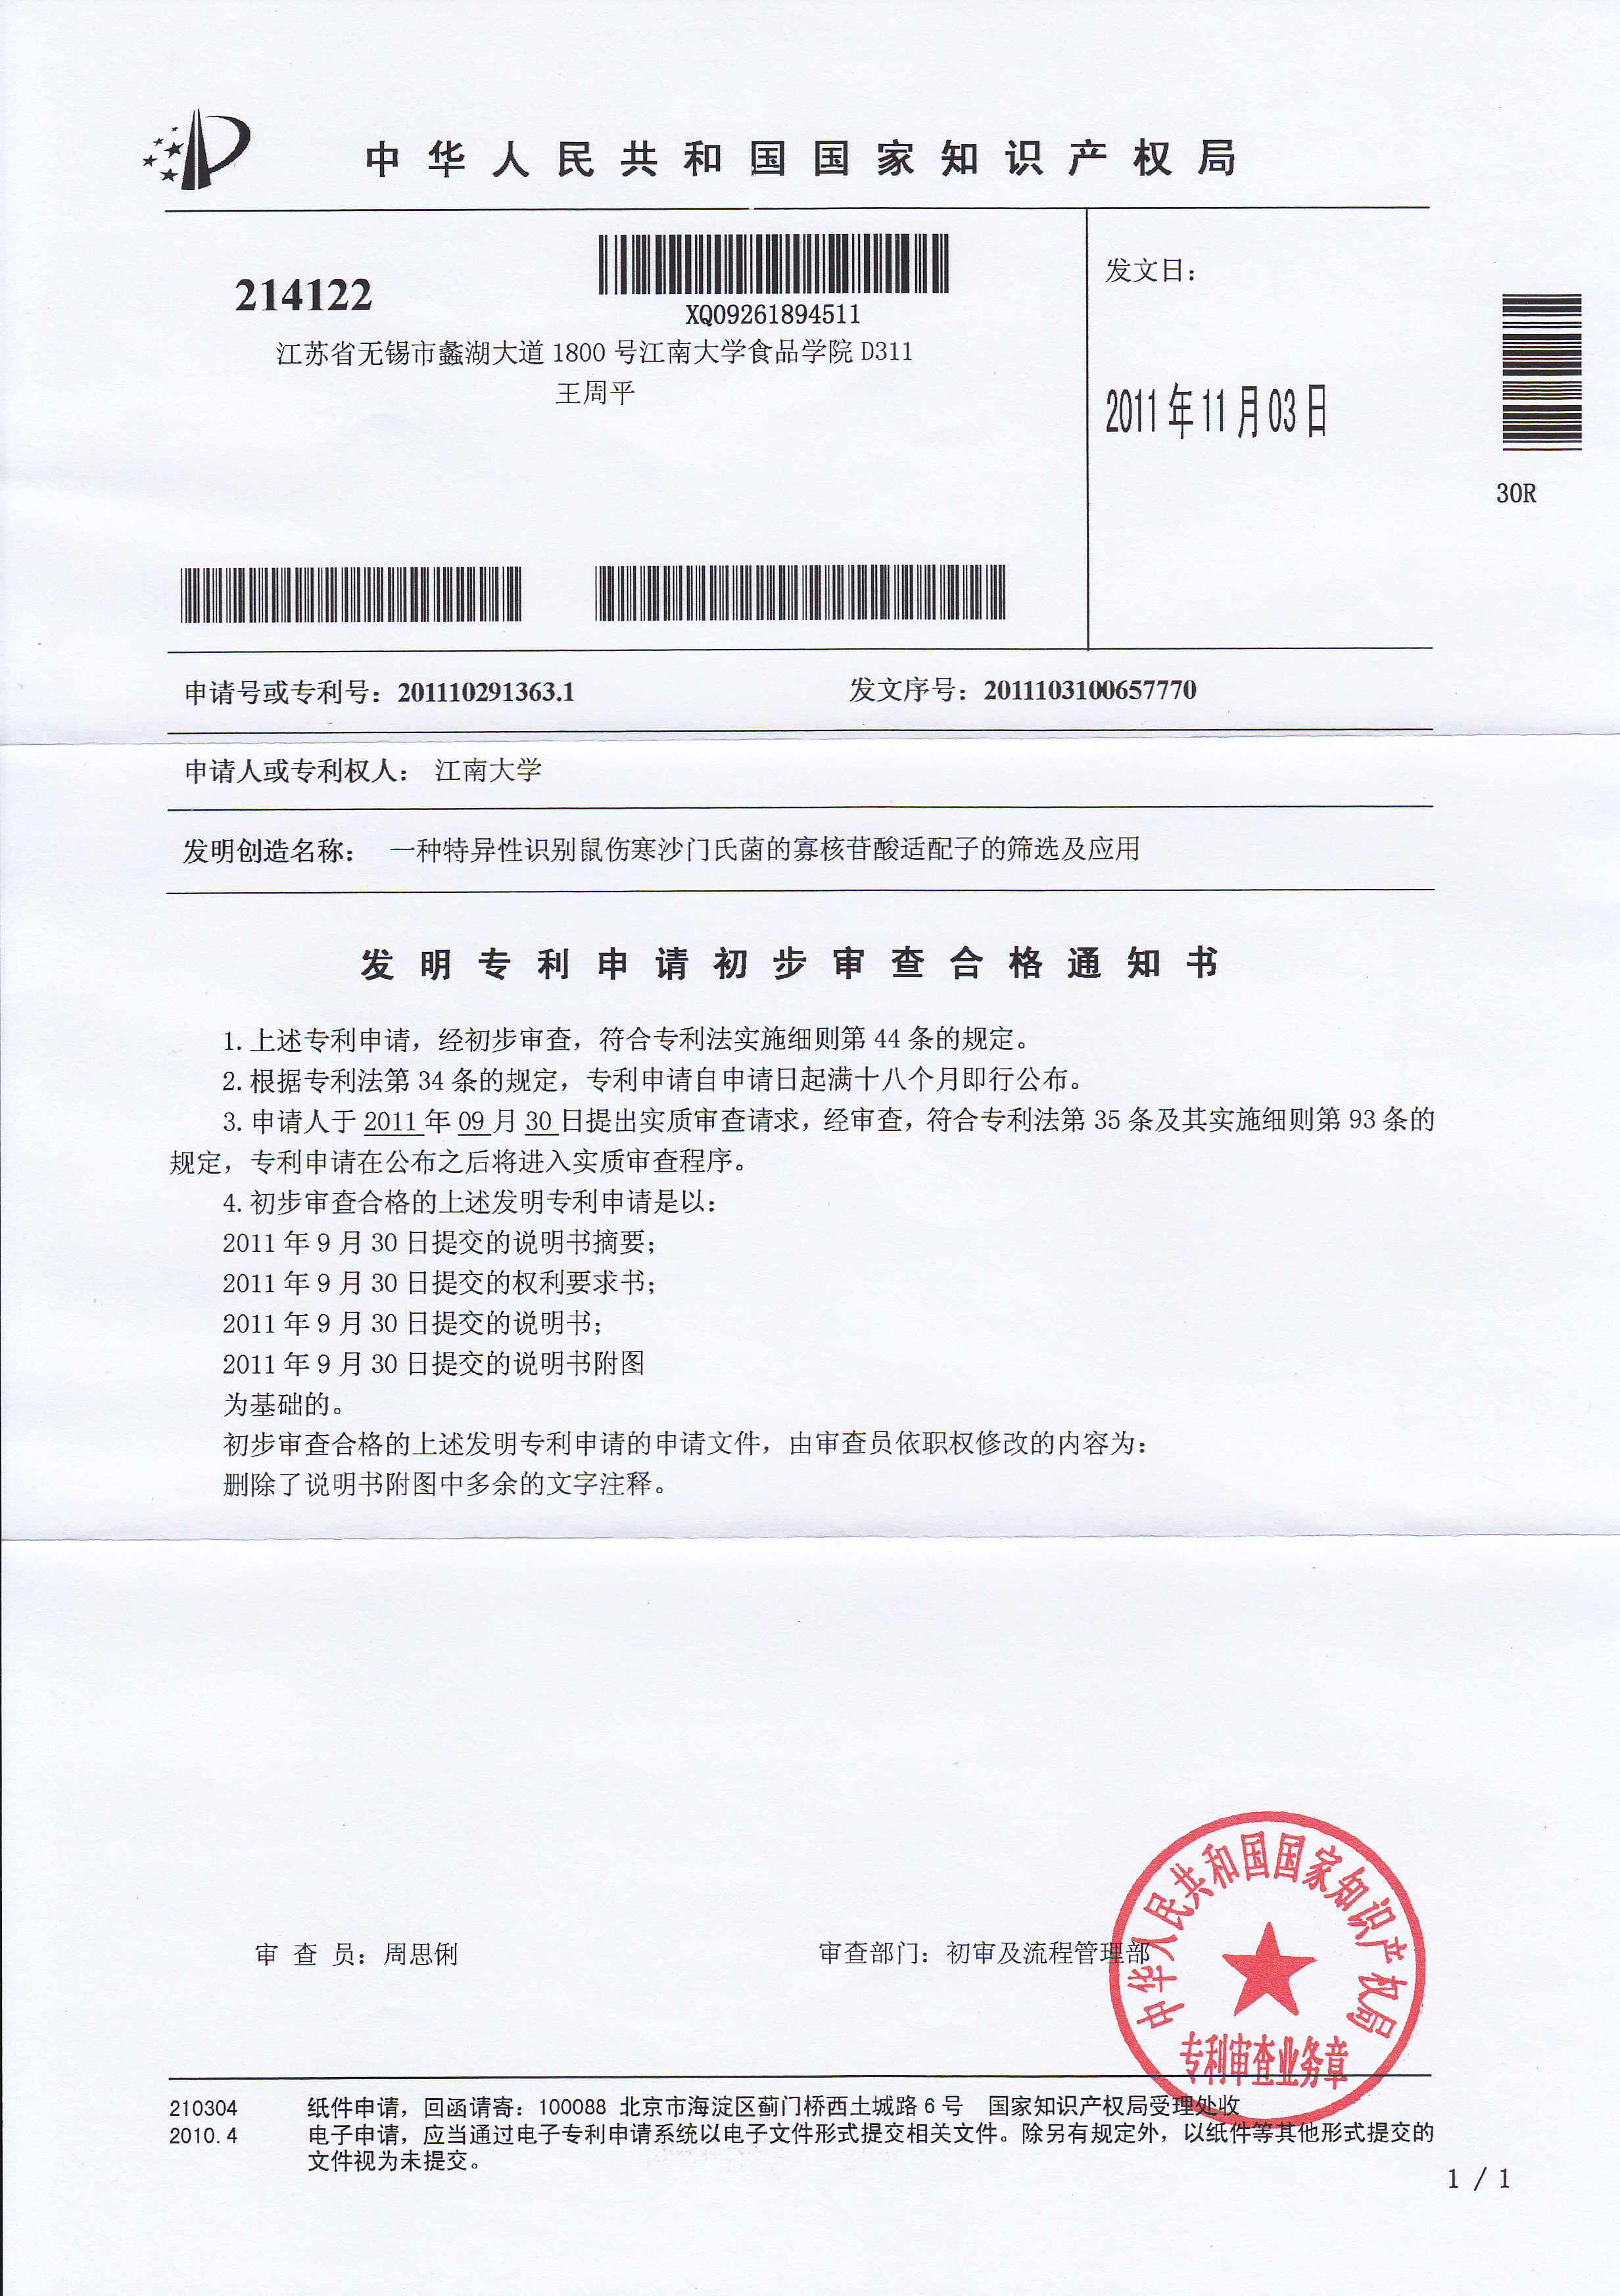 中华人民共和国国家知识产权局
214122
XQ09261894511
江苏省无锡市蠡湖大道 1800 号江南大学食品学院 D311
王周平
发文日：
2011 年 11 月 03 日
30R
申请号或专利号：201110291363.1
发文序号：2011103100657770
申请人或专利权人： 江南大学
发明创造名称： 一种特异性识别鼠伤寒沙门氏菌的寡核苷酸适配子的筛选及应用
发明专利申请初步审查合格通知书
1. 上述专利申请，经初步审查，符合专利法实施细则第 44 条的规定。
2. 根据专利法第 34 条的规定，专利申请自申请日起满十八个月即行公布。
3. 申请人于 2011 年 09 月 30 日提出实质审查请求，经审查，符合专利法第 35 条及其实施细则第 93 条的
规定，专利申请在公布之后将进入实质审查程序。
4. 初步审查合格的上述发明专利申请是以：
2011 年 9 月 30 日提交的说明书摘要；
2011 年 9 月 30 日提交的权利要求书；
2011 年 9 月 30 日提交的说明书；
2011 年 9 月 30 日提交的说明书附图
为基础的。
初步审查合格的上述发明专利申请的申请文件，由审查员依职权修改的内容为：
删除了说明书附图中多余的文字注释。
审 查 员：周思俐
审查部门：初审及流程管理部
中华人民共和国国家知识产权局
专利审查业务章
210304 纸件申请，回函请寄：100088 北京市海淀区蓟门桥西土城路 6 号 国家知识产权局受理处收
2010.4 电子申请，应当通过电子专利申请系统以电子文件形式提交相关文件。除另有规定外，以纸件等其他形式提交的
文件视为未提交。
1 / 1